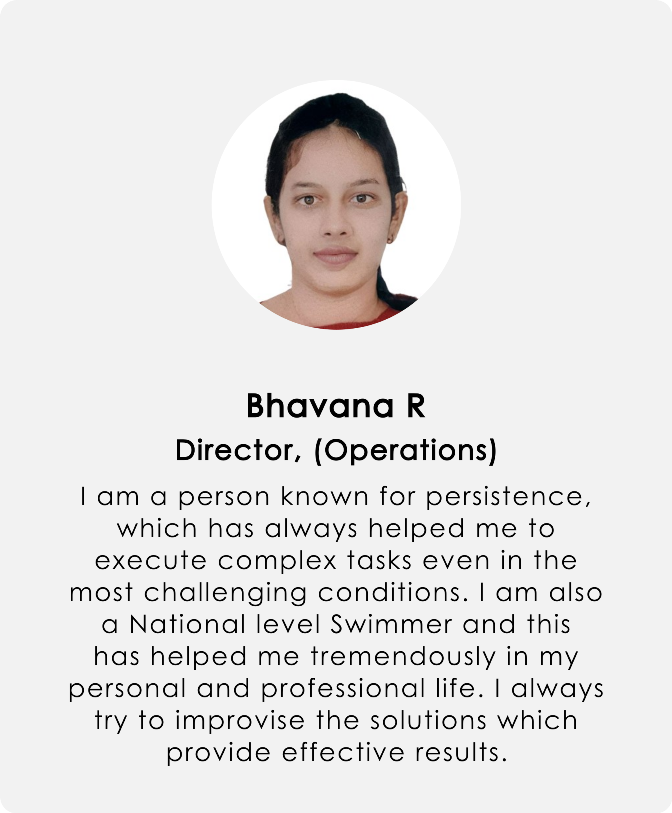 Bhavana R
Director, (Operations)
I am a person known for persistence,
which has always helped me to
execute complex tasks even in the
most challenging conditions. I am also
a National level Swimmer and this
has helped me tremendously in my
personal and professional life. I always
try to improvise the solutions which
provide effective results.